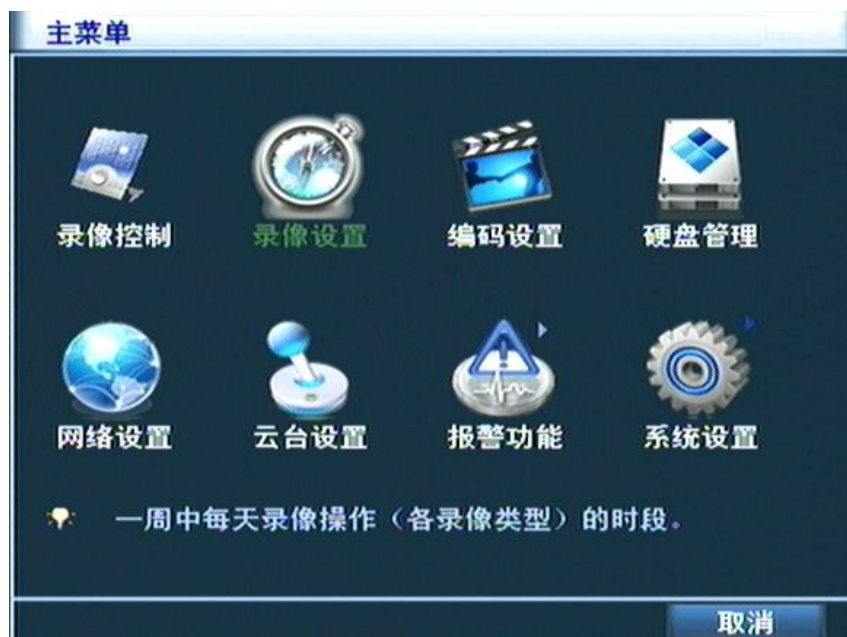 主菜单
录像控制 录像设置 编码设置 硬盘管理
网络设置 云台设置 报警功能 系统设置
一周中每天录像操作（各录像类型）的时段。
取消